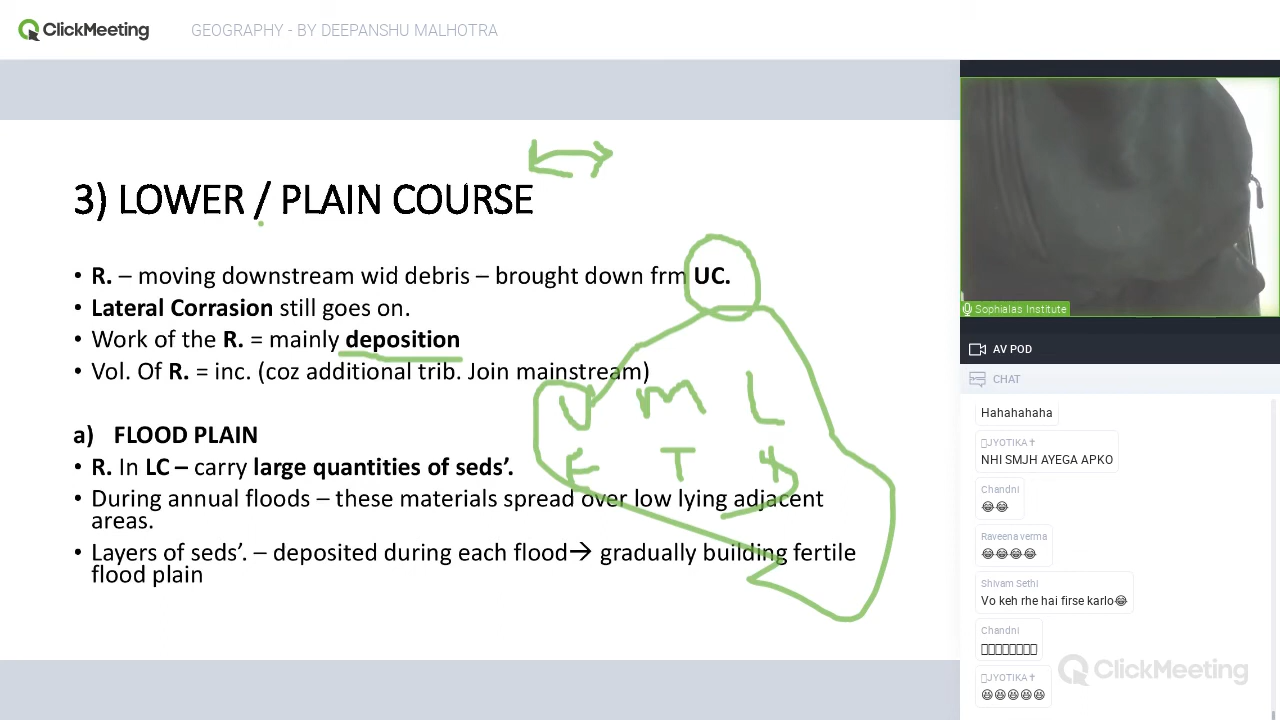 ClickMeeting
GEOGRAPHY - BY DEEPANSHU MALHOTRA
3) LOWER / PLAIN COURSE
• R. – moving downstream wid debris – brought down frm UC.
• Lateral Corrasion still goes on.
• Work of the R. = mainly deposition
• Vol. Of R. = inc. (coz additional trib. Join mainstream)
U M L
K T
a) FLOOD PLAIN
• R. In LC – carry large quantities of seds’.
• During annual floods – these materials spread over low lying adjacent
areas.
• Layers of seds’. – deposited during each flood→ gradually building fertile
flood plain
Sophialas Institute
AV POD
CHAT
Hahahahaha
JYOTIKA✝
NHI SMJH AYEGA APKO
Chandni
😂😂
Raveena verma
😂😂😂😂
Shivam Sethi
Vo keh rhe hai firse karlo😂
Chandni
JYOTIKA✝
😆😆😆😆😆
ClickMeeting